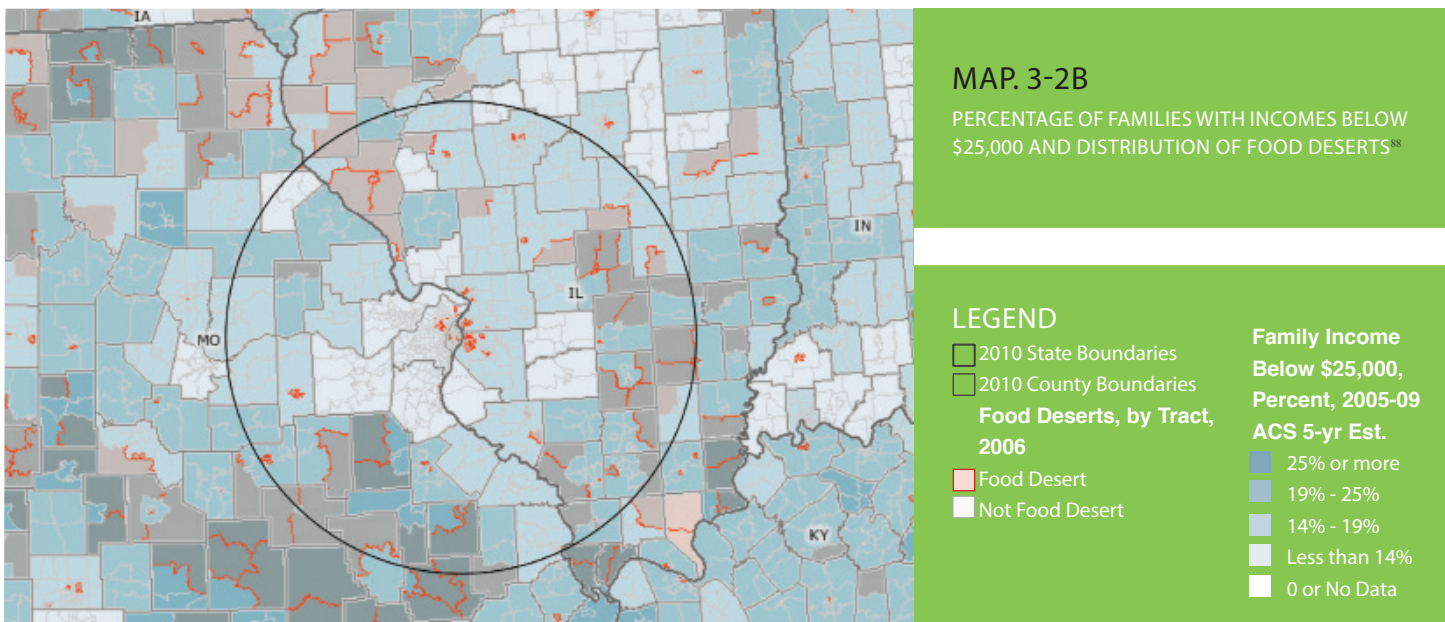 IA
IN
IL
MO
KY
MAP. 3-2B
PERCENTAGE OF FAMILIES WITH INCOMES BELOW
$25,000 AND DISTRIBUTION OF FOOD DESERTS88
LEGEND
2010 State Boundaries
2010 County Boundaries
Food Deserts, by Tract,
2006
Food Desert
Not Food Desert
Family Income
Below $25,000,
Percent, 2005-09
ACS 5-yr Est.
25% or more
19% - 25%
14% - 19%
Less than 14%
0 or No Data